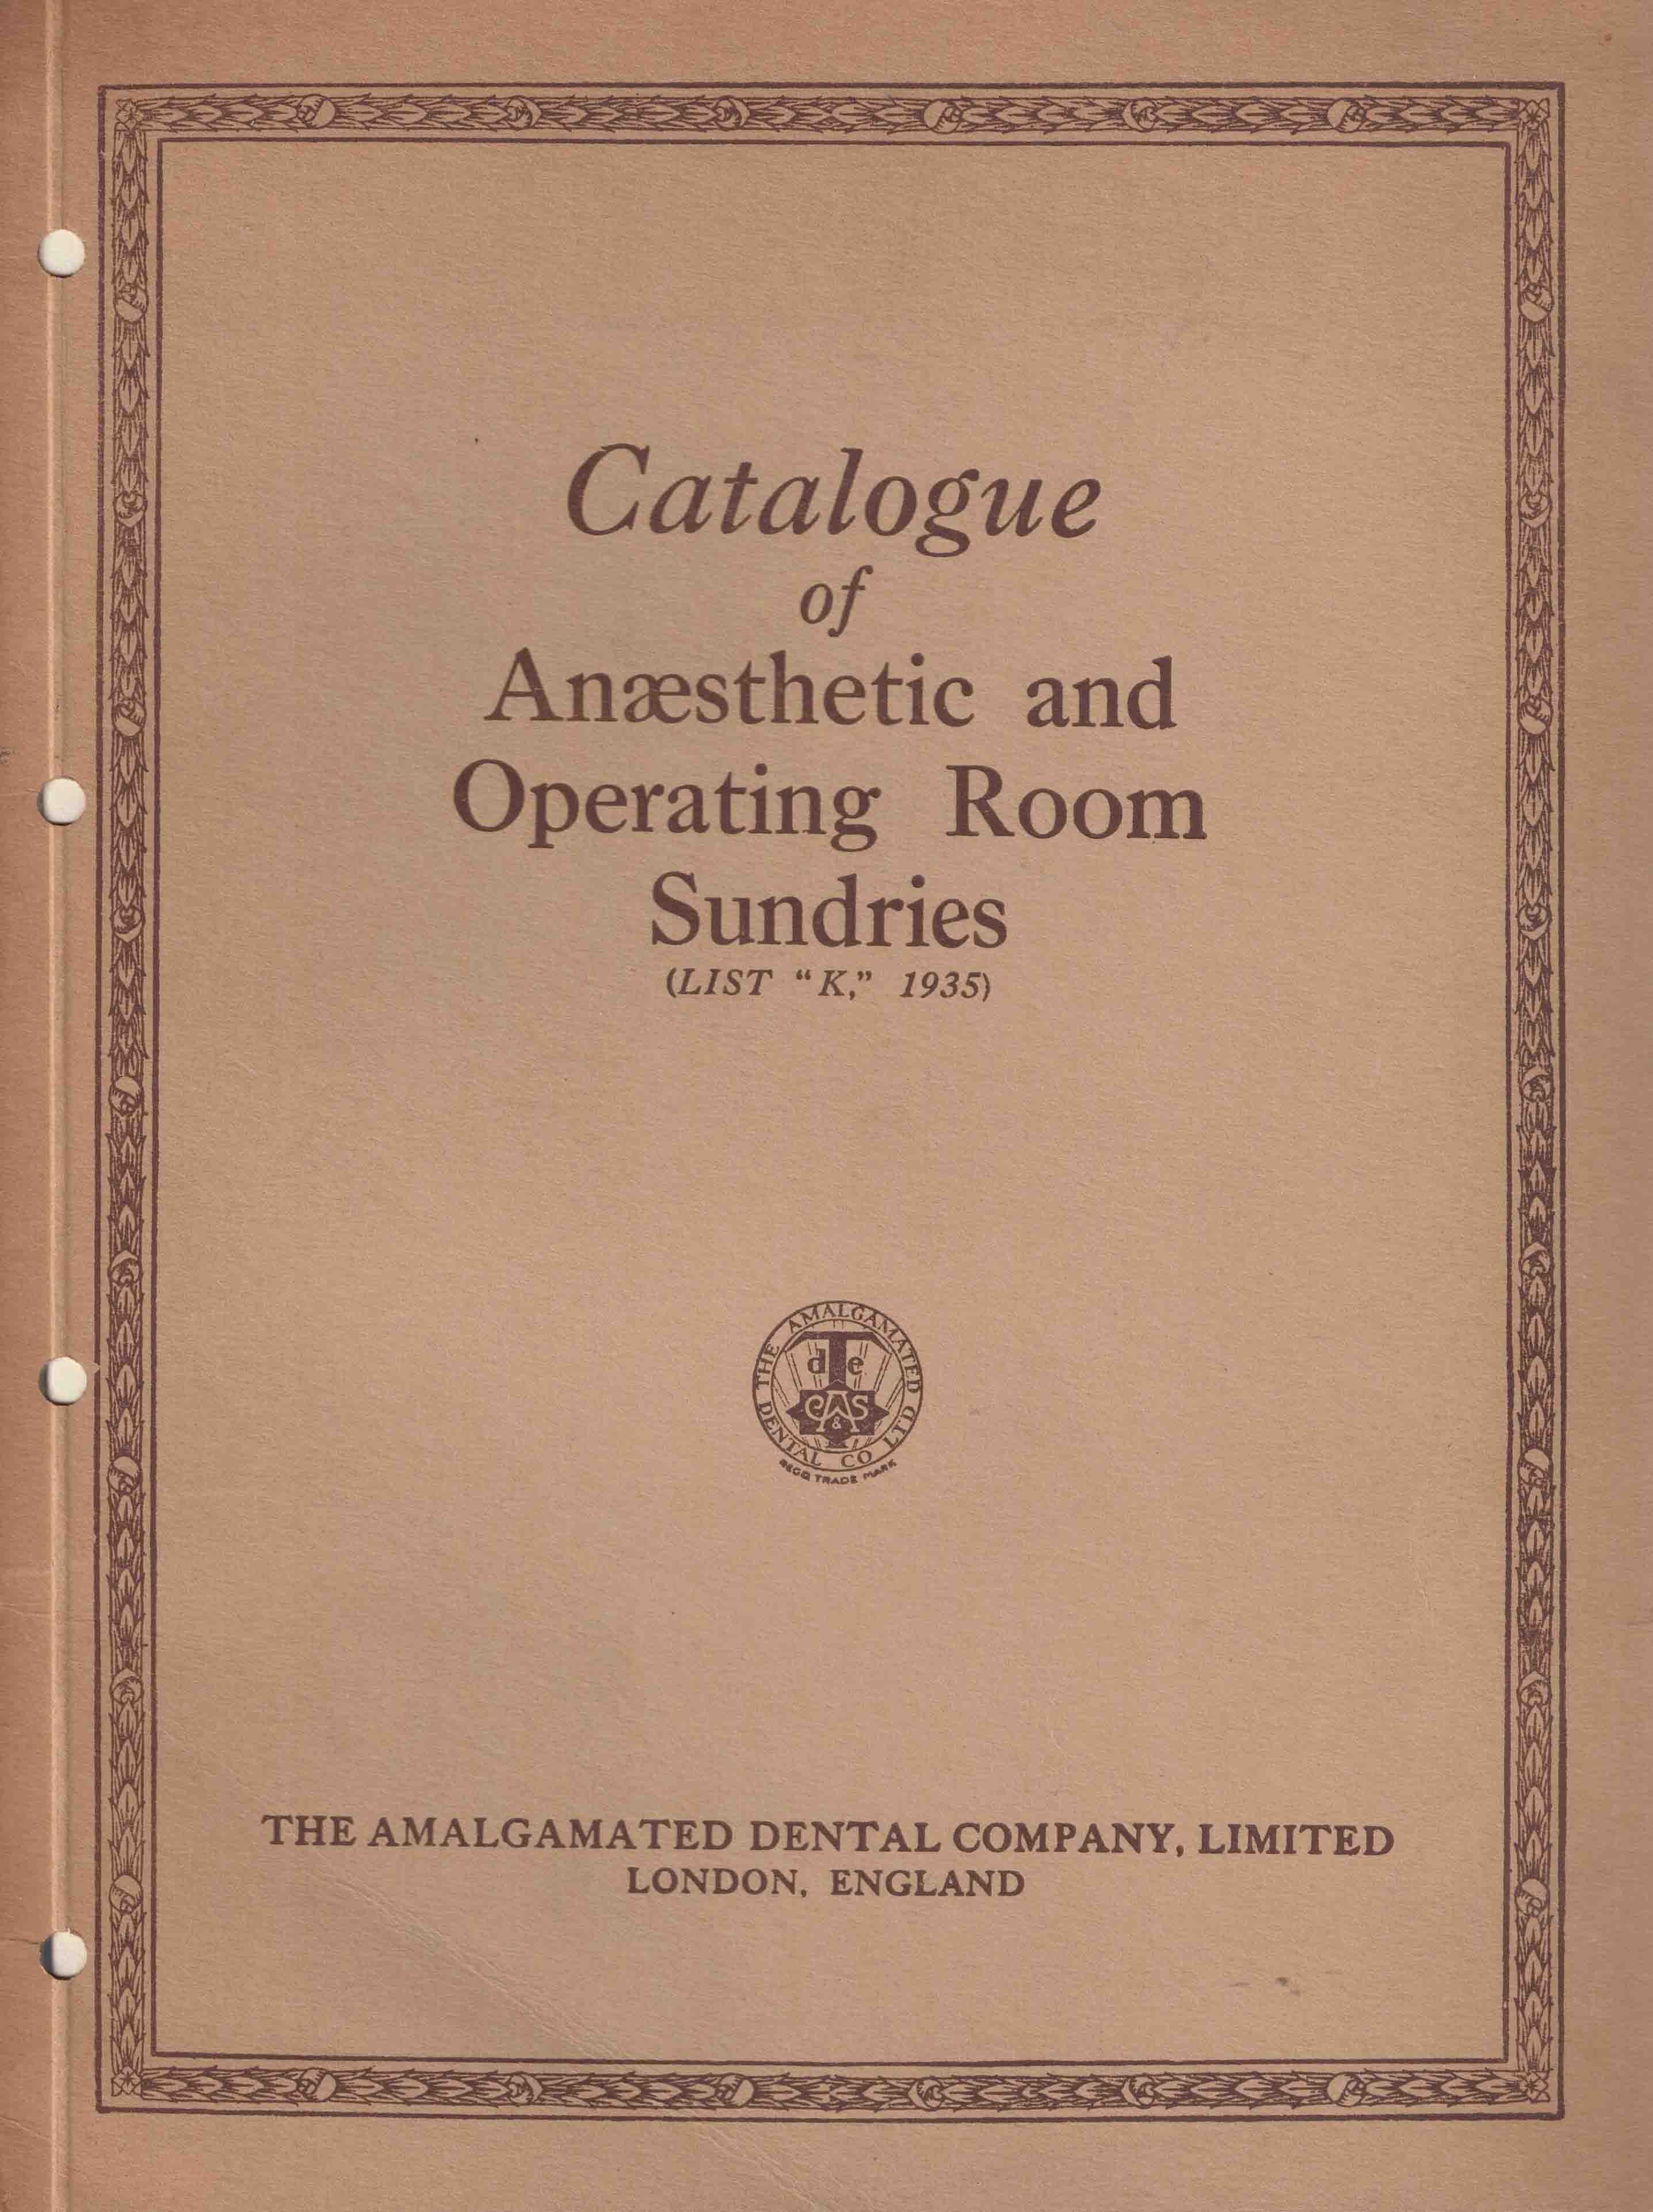 Catalogue
of
Anæsthetic and
Operating Room
Sundries
(LIST “K,” 1935)
THE AMALGAMATED
DENTAL CO LTD
d T e
C A S
&
REGD TRADE MARK
THE AMALGAMATED DENTAL COMPANY, LIMITED
LONDON, ENGLAND